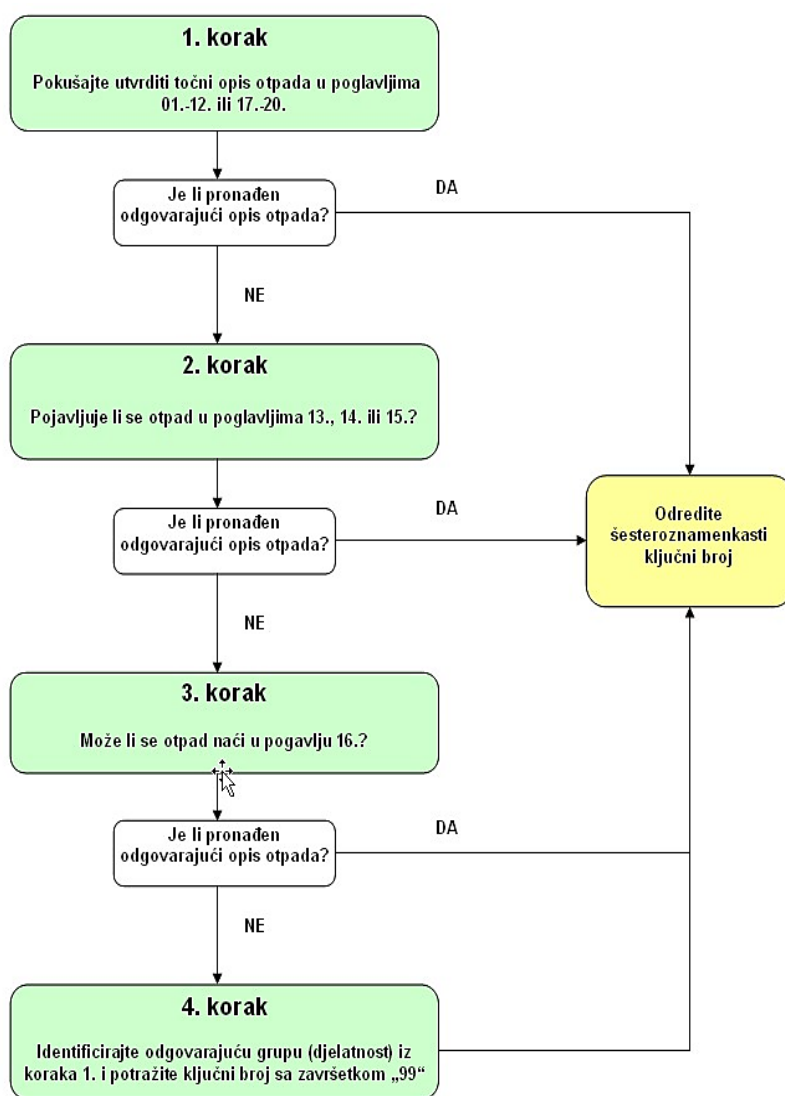 1. korak
Pokušajte utvrditi točni opis otpada u poglavljima
01.-12. ili 17.-20.
Je li pronađen
odgovarajući opis otpada?
DA
NE
2. korak
Pojavljuje li se otpad u poglavljima 13., 14. ili 15.?
Je li pronađen
odgovarajući opis otpada?
DA
Odredite
šesteroznamenkasti
ključni broj
NE
3. korak
Može li se otpad naći u pogavlju 16.?
Je li pronađen
odgovarajući opis otpada?
DA
NE
4. korak
Identificirajte odgovarajuću grupu (djelatnost) iz
koraka 1. i potražite ključni broj sa završetkom „99“